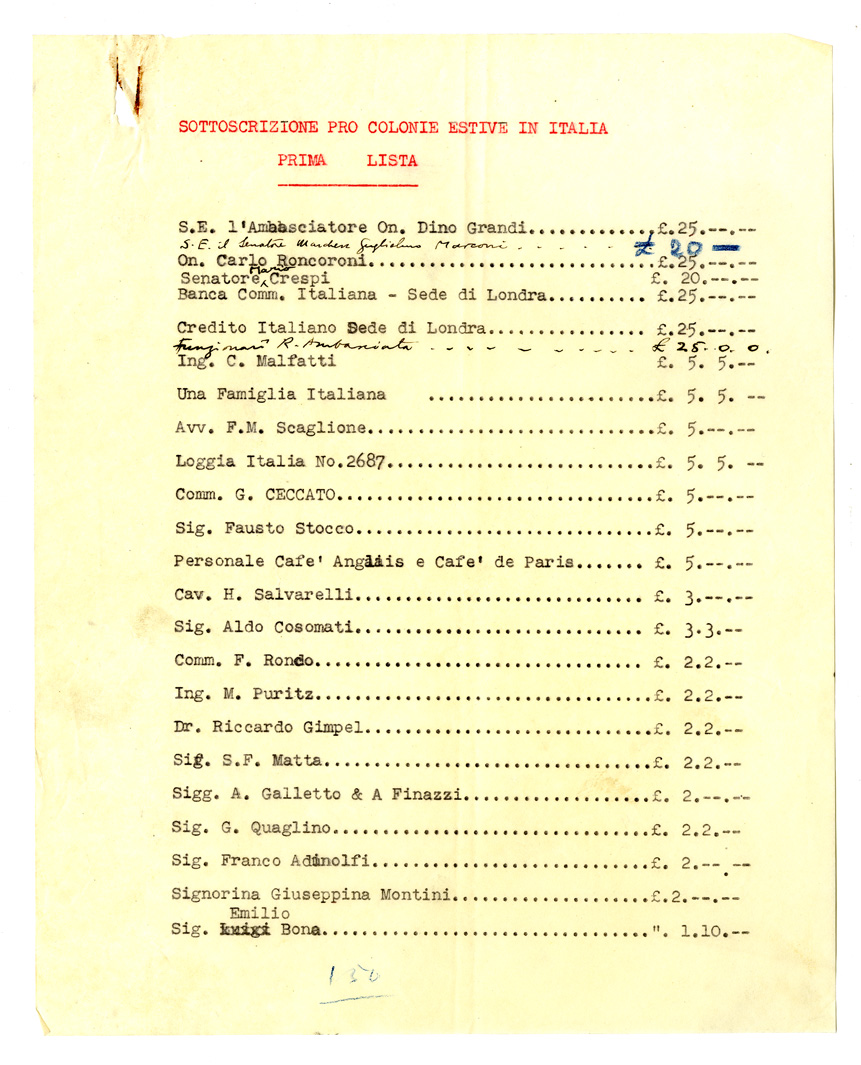 SOTTOSCRIZIONE PRO COLONIE ESTIVE IN ITALIA
PRIMA LISTA
S.E. l'Ambasciatore On. Dino Grandi..............£.25.--.--
S.E. il Senatore Marchese Guglielmo Marconi - - - - - £ 20 —
On. Carlo Roncoroni..............................£.25.--.--
Mario
Senatore Crespi £. 20.--.--
Banca Comm. Italiana - Sede di Londra.......... £.25.--.--
Credito Italiano Sede di Londra................ £.25.--.--
Funzionari R. Ambasciata - - - - - - - - - £ 25. 0. 0.
Ing. C. Malfatti £. 5. 5.--
Una Famiglia Italiana .......................£. 5. 5. --
Avv. F.M. Scaglione.............................£. 5.--.--
Loggia Italia No.2687...........................£. 5. 5. --
Comm. G. CECCATO................................£. 5.--.--
Sig. Fausto Stocco..............................£. 5.--.--
Personale Cafe' Anglais e Cafe' de Paris....... £. 5.--.--
Cav. H. Salvarelli............................. £. 3.--.--
Sig. Aldo Cosomati............................. £. 3.3.--
Comm. F. Rondo................................. £. 2.2.--
Ing. M. Puritz..................................£. 2.2.--
Dr. Riccardo Gimpel.............................£. 2.2.--
Sig. S.F. Matta.................................£. 2.2.--
Sigg. A. Galletto & A Finazzi...................£. 2.--.--
Sig. G. Quaglino................................£. 2.2.--
Sig. Franco Adinolfi............................£. 2.--.--
Signorina Giuseppina Montini....................£.2.--.--
Emilio
Sig. Luigi Bona.................................". 1.10.--
150